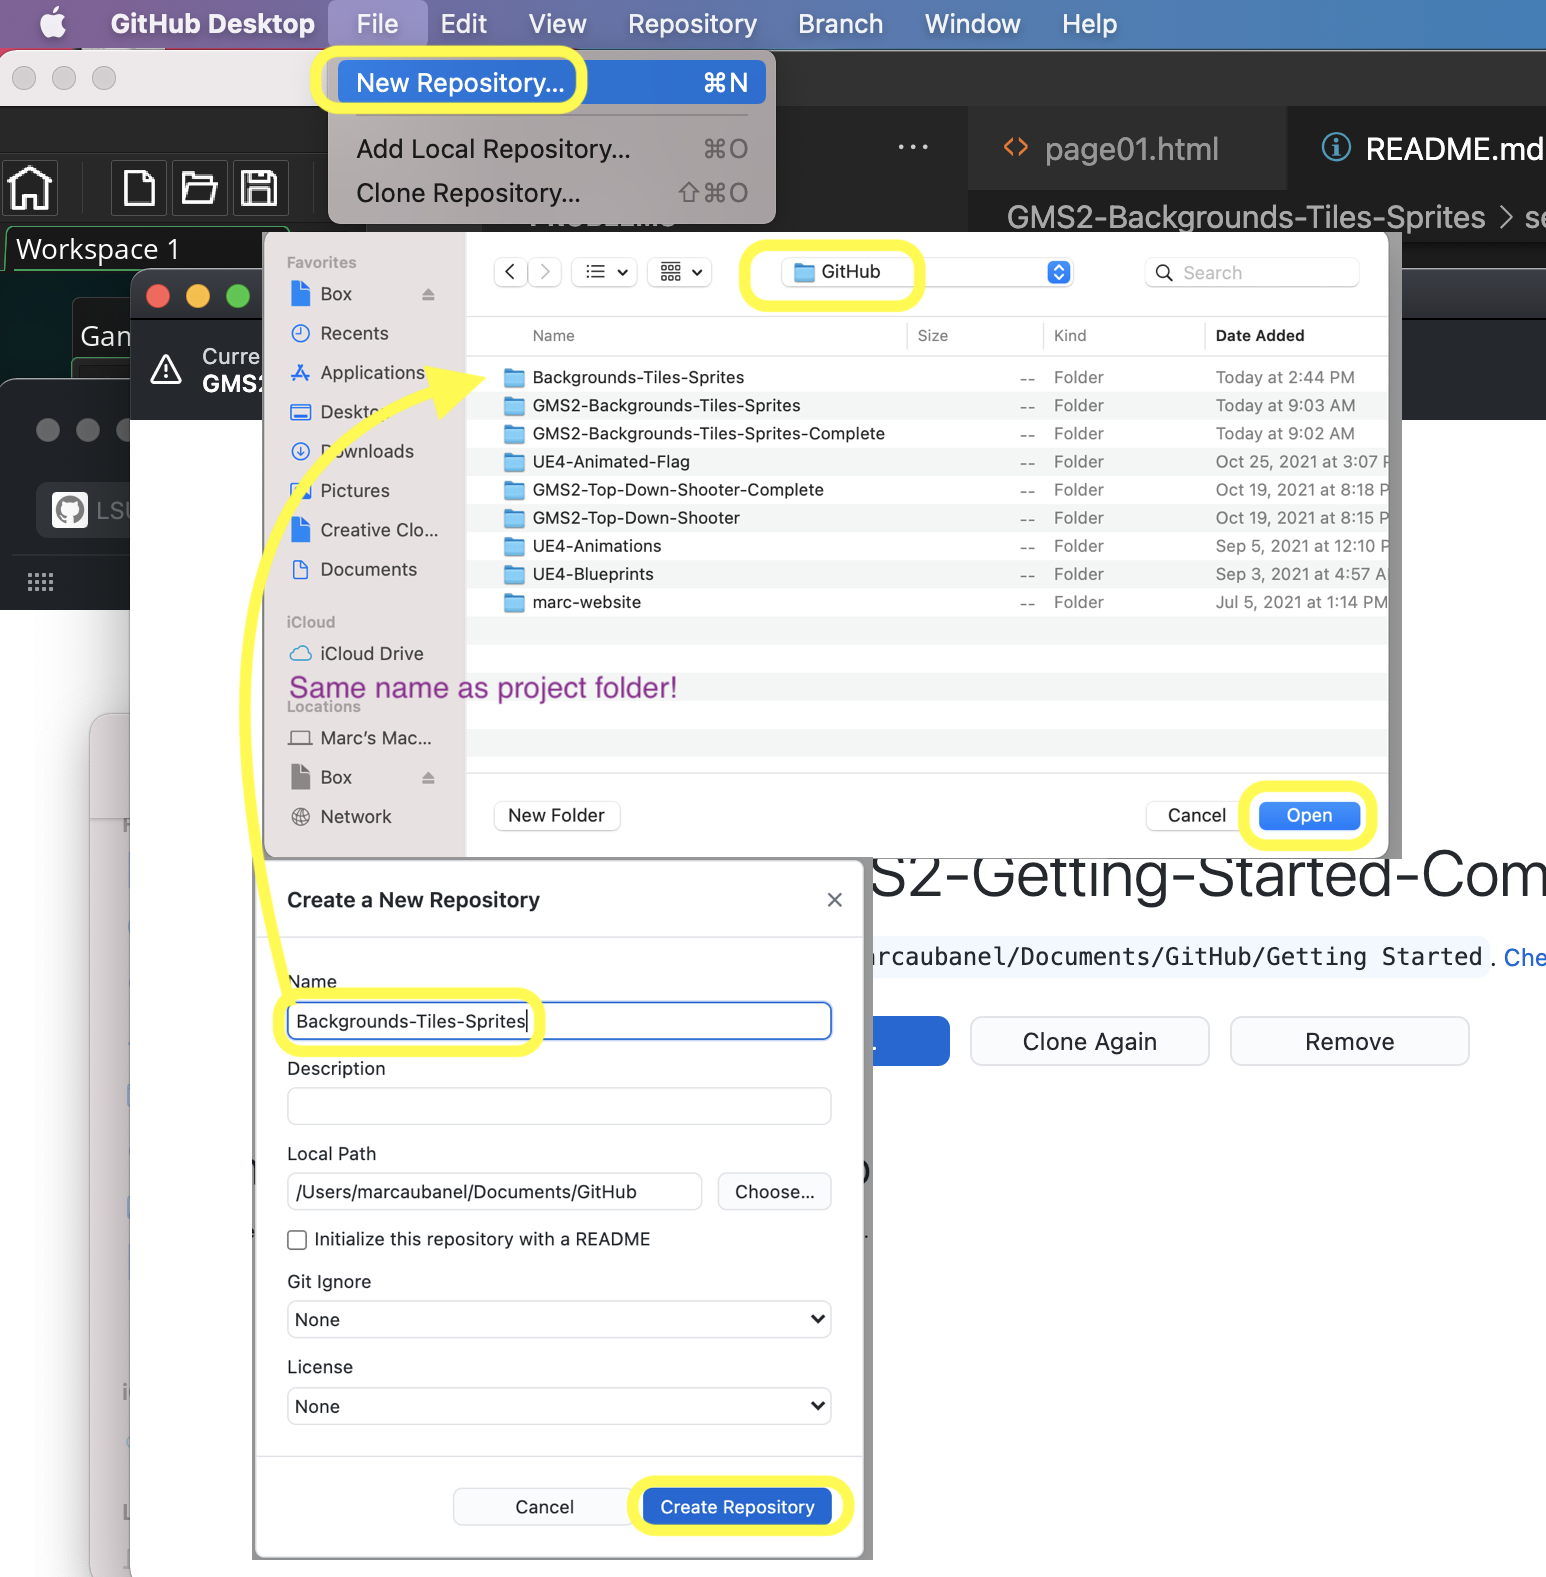 GitHub Desktop File Edit View Repository Branch Window Help
New Repository... ⌘N
Add Local Repository... ⌘O
Clone Repository... ⇧⌘O
··· <> page01.html README.md
GMS2-Backgrounds-Tiles-Sprites >
Workspace 1
Favorites
Box
Recents
Applications
Desktop
Downloads
Pictures
Creative Clo...
Documents
iCloud
iCloud Drive
Locations
Marc's Mac...
Box
Network
GitHub
Search
Name Size Kind Date Added
Backgrounds-Tiles-Sprites -- Folder Today at 2:44 PM
GMS2-Backgrounds-Tiles-Sprites -- Folder Today at 9:03 AM
GMS2-Backgrounds-Tiles-Sprites-Complete -- Folder Today at 9:02 AM
UE4-Animated-Flag -- Folder Oct 25, 2021 at 3:07 P
GMS2-Top-Down-Shooter-Complete -- Folder Oct 19, 2021 at 8:18 P
GMS2-Top-Down-Shooter -- Folder Oct 19, 2021 at 8:15 P
UE4-Animations -- Folder Sep 5, 2021 at 12:10 P
UE4-Blueprints -- Folder Sep 3, 2021 at 4:57 A
marc-website -- Folder Jul 5, 2021 at 1:14 PM
Same name as project folder!
New Folder Cancel Open
Gam
Curre
GMS2
LSU
S2-Getting-Started-Com
arcaubanel/Documents/GitHub/Getting Started. Che
Clone Again Remove
Create a New Repository
Name
Backgrounds-Tiles-Sprites
Description
Local Path
/Users/marcaubanel/Documents/GitHub Choose...
Initialize this repository with a README
Git Ignore
None
License
None
Cancel Create Repository